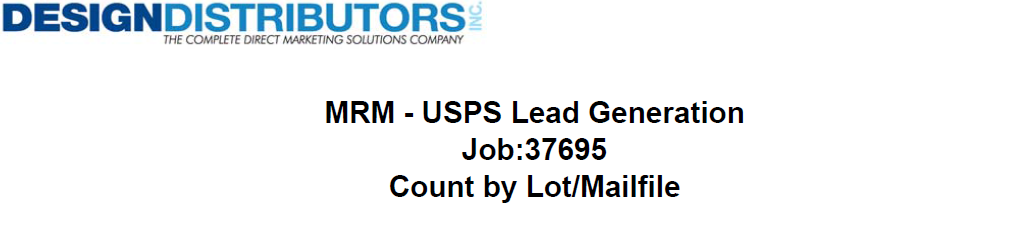 DESIGNDISTRIBUTORS INC.
THE COMPLETE DIRECT MARKETING SOLUTIONS COMPANY
MRM - USPS Lead Generation
Job:37695
Count by Lot/Mailfile